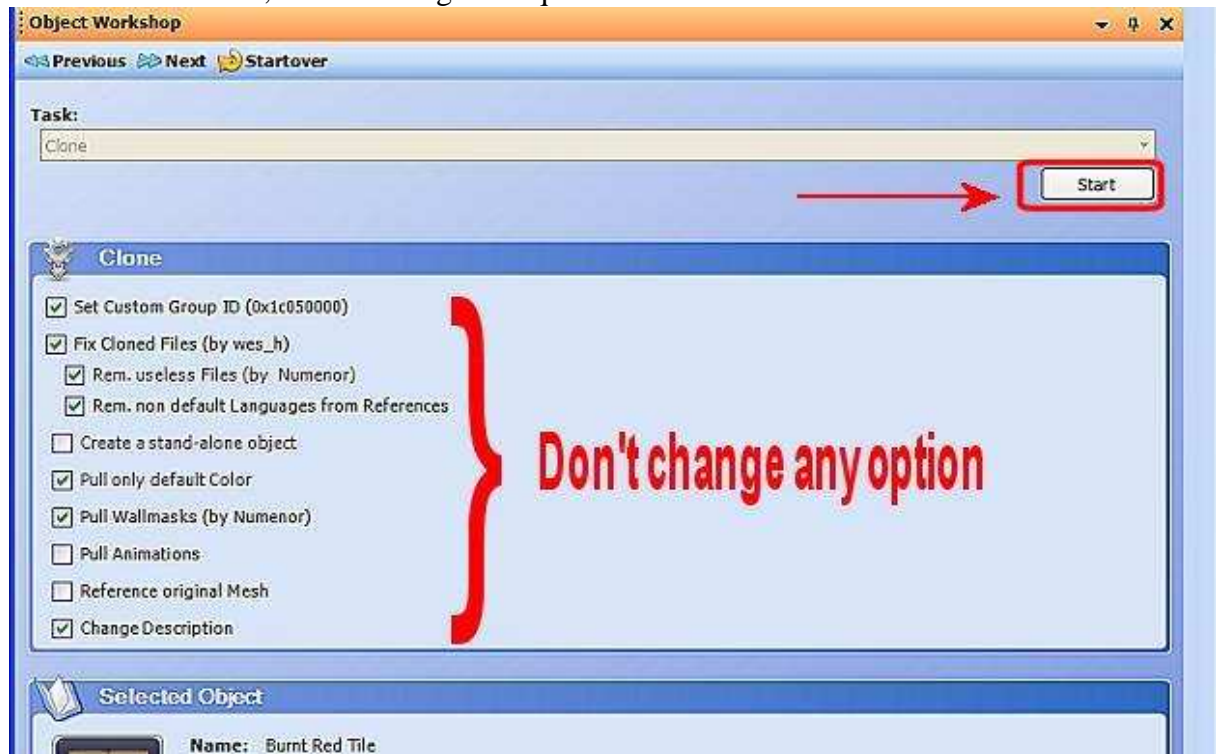 Object Workshop
Previous Next Startover
Task:
Clone
Start
Clone
Set Custom Group ID (0x1c050000)
Fix Cloned Files (by wes_h)
Rem. useless Files (by Numenor)
Rem. non default Languages from References
Create a stand-alone object
Pull only default Color
Pull Wallmasks (by Numenor)
Pull Animations
Reference original Mesh
Change Description
Don't change any option
Selected Object
Name: Burnt Red Tile